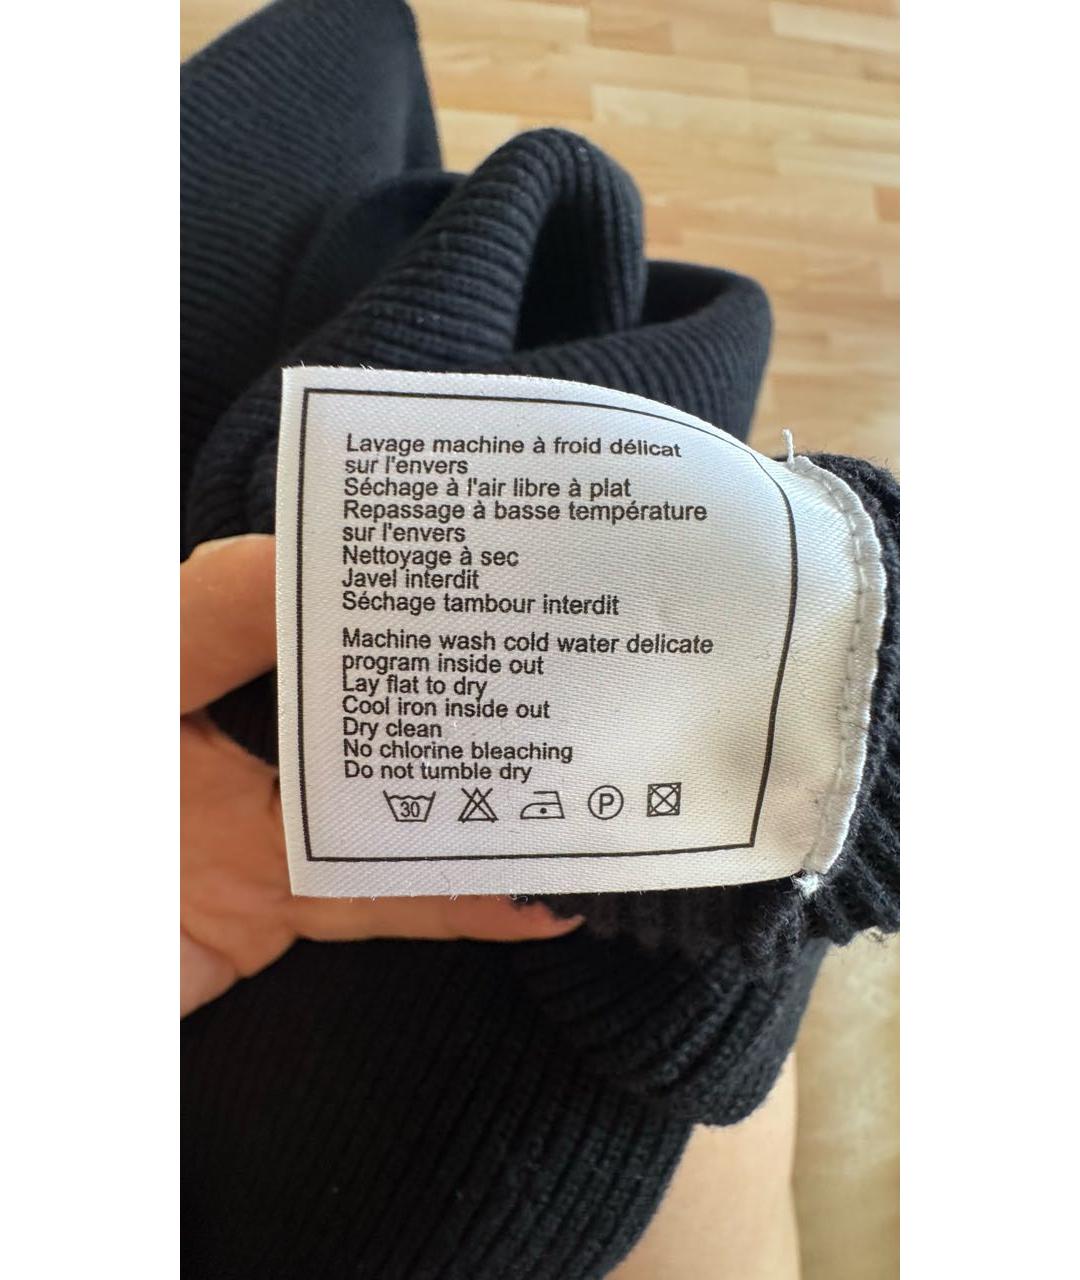 Lavage machine à froid délicat
sur l'envers
Séchage à l'air libre à plat
Repassage à basse température
sur l'envers
Nettoyage à sec
Javel interdit
Séchage tambour interdit
Machine wash cold water delicate
program inside out
Lay flat to dry
Cool iron inside out
Dry clean
No chlorine bleaching
Do not tumble dry
30 P